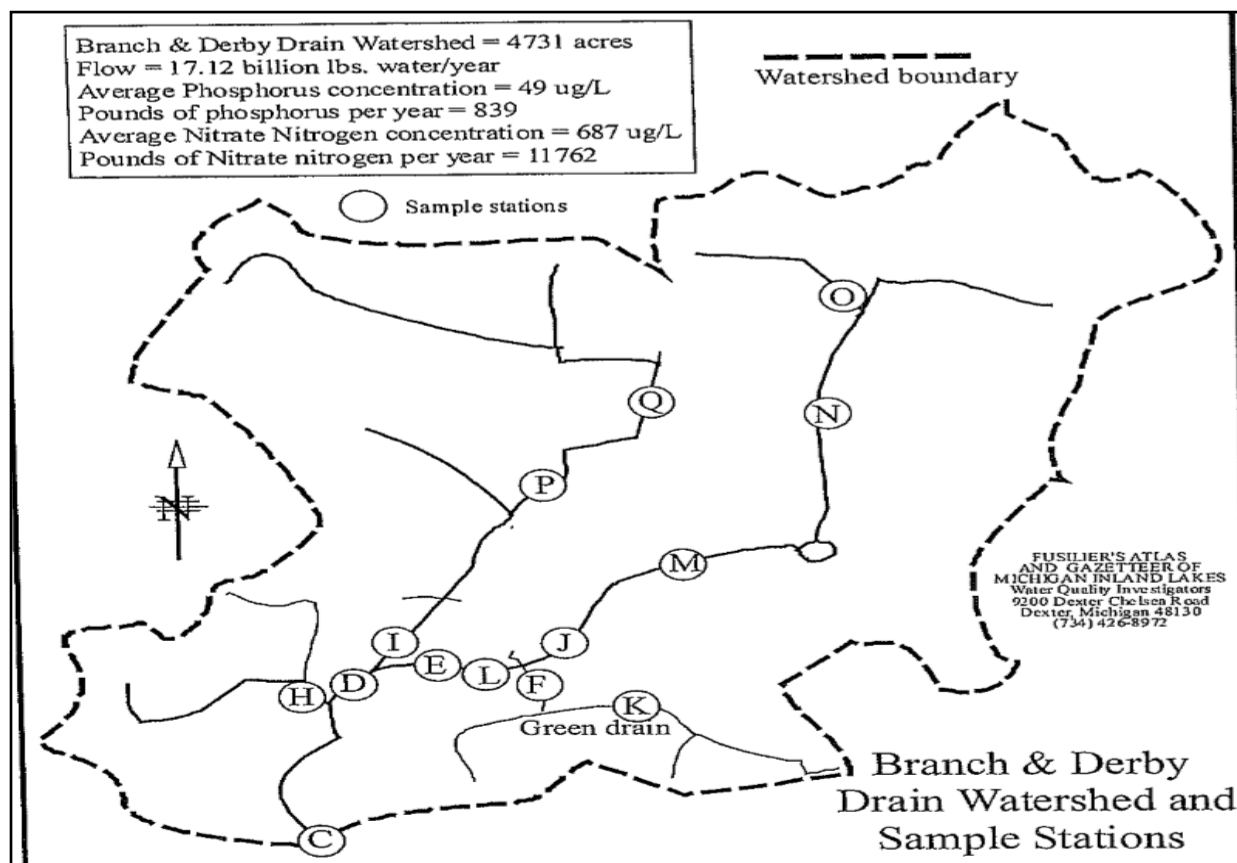 Branch & Derby Drain Watershed = 4731 acres
Flow = 17.12 billion lbs. water/year
Average Phosphorus concentration = 49 ug/L
Pounds of phosphorus per year = 839
Average Nitrate Nitrogen concentration = 687 ug/L
Pounds of Nitrate nitrogen per year = 11762
Watershed boundary
Sample stations
O
Q
N
P
N
M
FUSILIER'S ATLAS
AND GAZETTEER OF
MICHIGAN INLAND LAKES
Water Quality Investigators
9200 Dexter Chelsea Road
Dexter, Michigan 48130
(734) 426-8972
I
J
E
L
D
F
H
K
Green drain
Branch & Derby
Drain Watershed and
Sample Stations
C